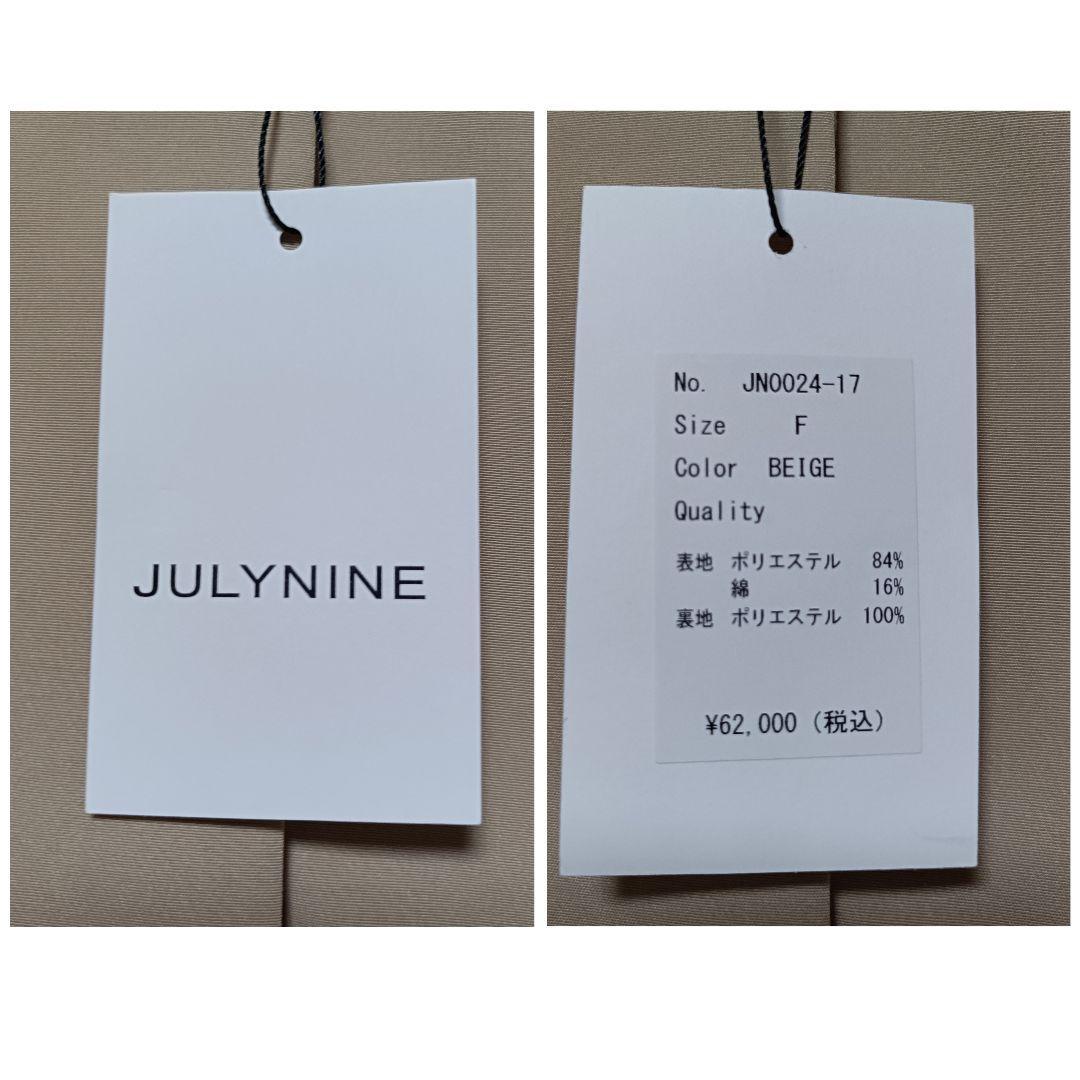 JULYNINE
No. JN0024-17
Size F
Color BEIGE
Quality
表地 ポリエステル 84%
綿 16%
裏地 ポリエステル 100%
¥62,000 (税込)